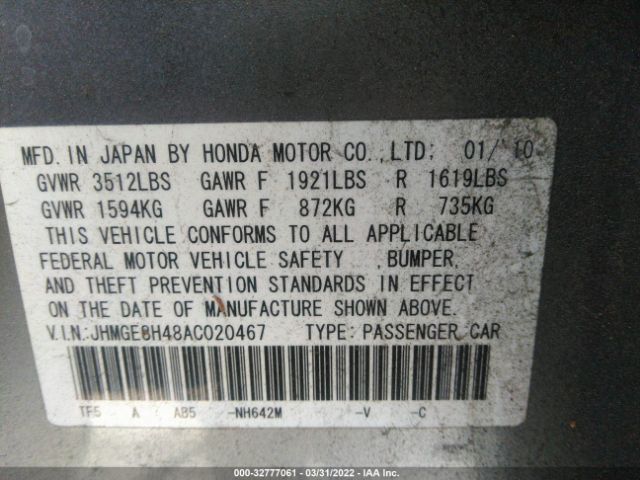 MFD. IN JAPAN BY HONDA MOTOR CO., LTD; 01/10
GVWR 3512LBS GAWR F 1921LBS R 1619LBS
GVWR 1594KG GAWR F 872KG R 735KG
THIS VEHICLE CONFORMS TO ALL APPLICABLE
FEDERAL MOTOR VEHICLE SAFETY ,BUMPER,
AND THEFT PREVENTION STANDARDS IN EFFECT
ON THE DATE OF MANUFACTURE SHOWN ABOVE.
V.I.N:JHMGE8H48AC020467 TYPE: PASSENGER CAR
TF5 A AB5 -NH642M -V -C
000-32777061 - 03/31/2022 - IAA Inc.